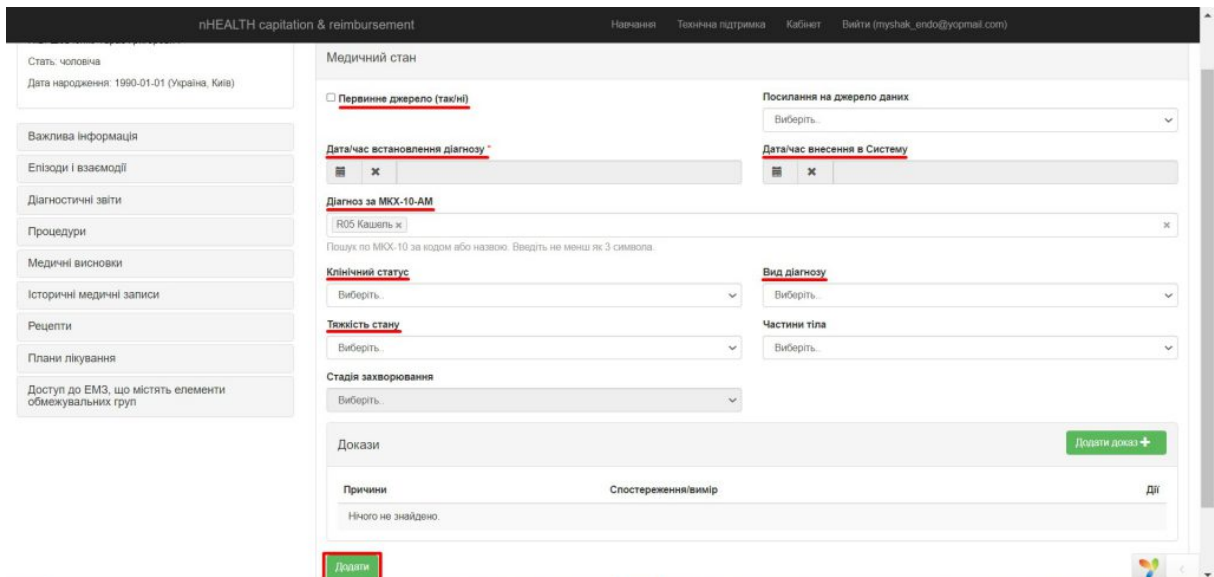 nHEALTH capitation & reimbursement Навчання Технічна підтримка Кабінет Вийти (myshak_endo@yopmail.com)
Стать: чоловіча
Дата народження: 1990-01-01 (Україна, Київ)
Важлива інформація
Епізоди і взаємодії
Діагностичні звіти
Процедури
Медичні висновки
Історичні медичні записи
Рецепти
Плани лікування
Доступ до ЕМЗ, що містять елементи
обмежувальних груп
Медичний стан
Первинне джерело (так/ні)
Посилання на джерело даних
Виберіть..
Дата/час встановлення діагнозу *
Дата/час внесення в Систему
Діагноз за МКХ-10-АМ
R05 Кашель ×
Пошук по МКХ-10 за кодом або назвою. Введіть не менш як 3 символа.
Клінічний статус
Виберіть..
Вид діагнозу
Виберіть..
Тяжкість стану
Виберіть..
Частини тіла
Виберіть..
Стадія захворювання
Виберіть..
Докази
Додати доказ +
Причини Спостереження/вимір Дії
Нічого не знайдено.
Додати